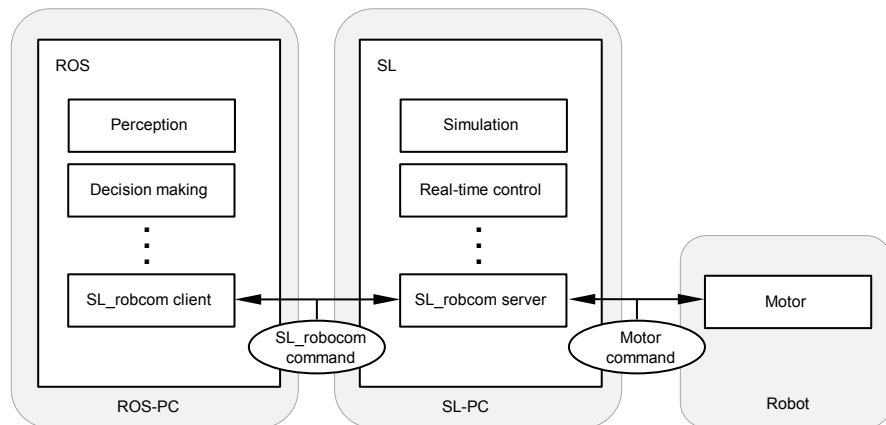 ROS
Perception
Decision making
SL_robcom client
ROS-PC
SL_robocom
command
SL
Simulation
Real-time control
SL_robcom server
SL-PC
Motor
command
Motor
Robot